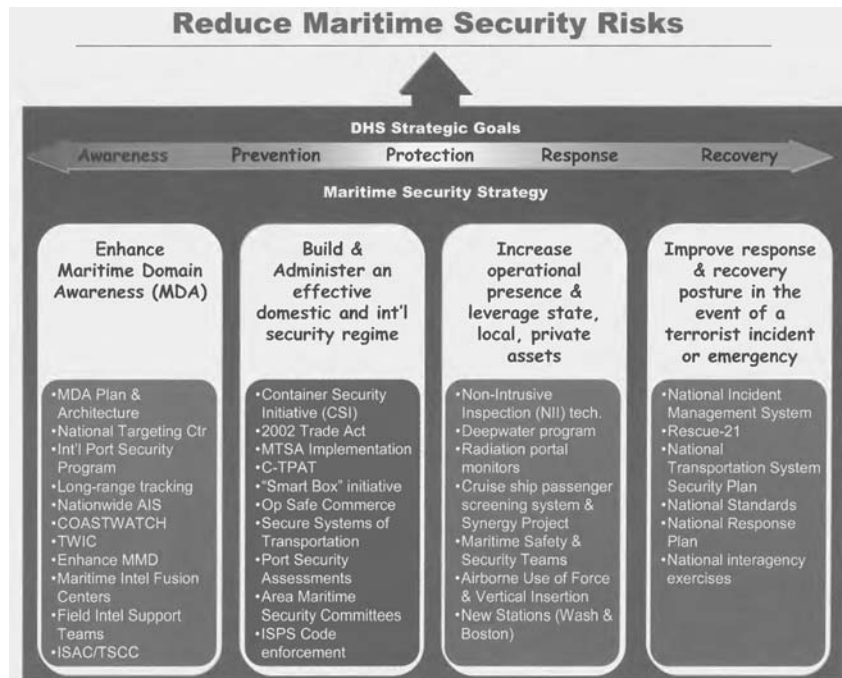 Reduce Maritime Security Risks
DHS Strategic Goals
Awareness Prevention Protection Response Recovery
Maritime Security Strategy
Enhance
Maritime Domain
Awareness (MDA)
•MDA Plan &
Architecture
•National Targeting Ctr
•Int'l Port Security
Program
•Long-range tracking
•Nationwide AIS
•COASTWATCH
•TWIC
•Enhance MMD
•Maritime Intel Fusion
Centers
•Field Intel Support
Teams
•ISAC/TSCC
Build &
Administer an
effective
domestic and int'l
security regime
•Container Security
Initiative (CSI)
•2002 Trade Act
•MTSA Implementation
•C-TPAT
•“Smart Box” initiative
•Op Safe Commerce
•Secure Systems of
Transportation
•Port Security
Assessments
•Area Maritime
Security Committees
•ISPS Code
enforcement
Increase
operational
presence &
leverage state,
local, private
assets
•Non-Intrusive
Inspection (NII) tech.
•Deepwater program
•Radiation portal
monitors
•Cruise ship passenger
screening system &
Synergy Project
•Maritime Safety &
Security Teams
•Airborne Use of Force
& Vertical Insertion
•New Stations (Wash &
Boston)
Improve response
& recovery
posture in the
event of a
terrorist incident
or emergency
•National Incident
Management System
•Rescue-21
•National
Transportation System
Security Plan
•National Standards
•National Response
Plan
•National interagency
exercises